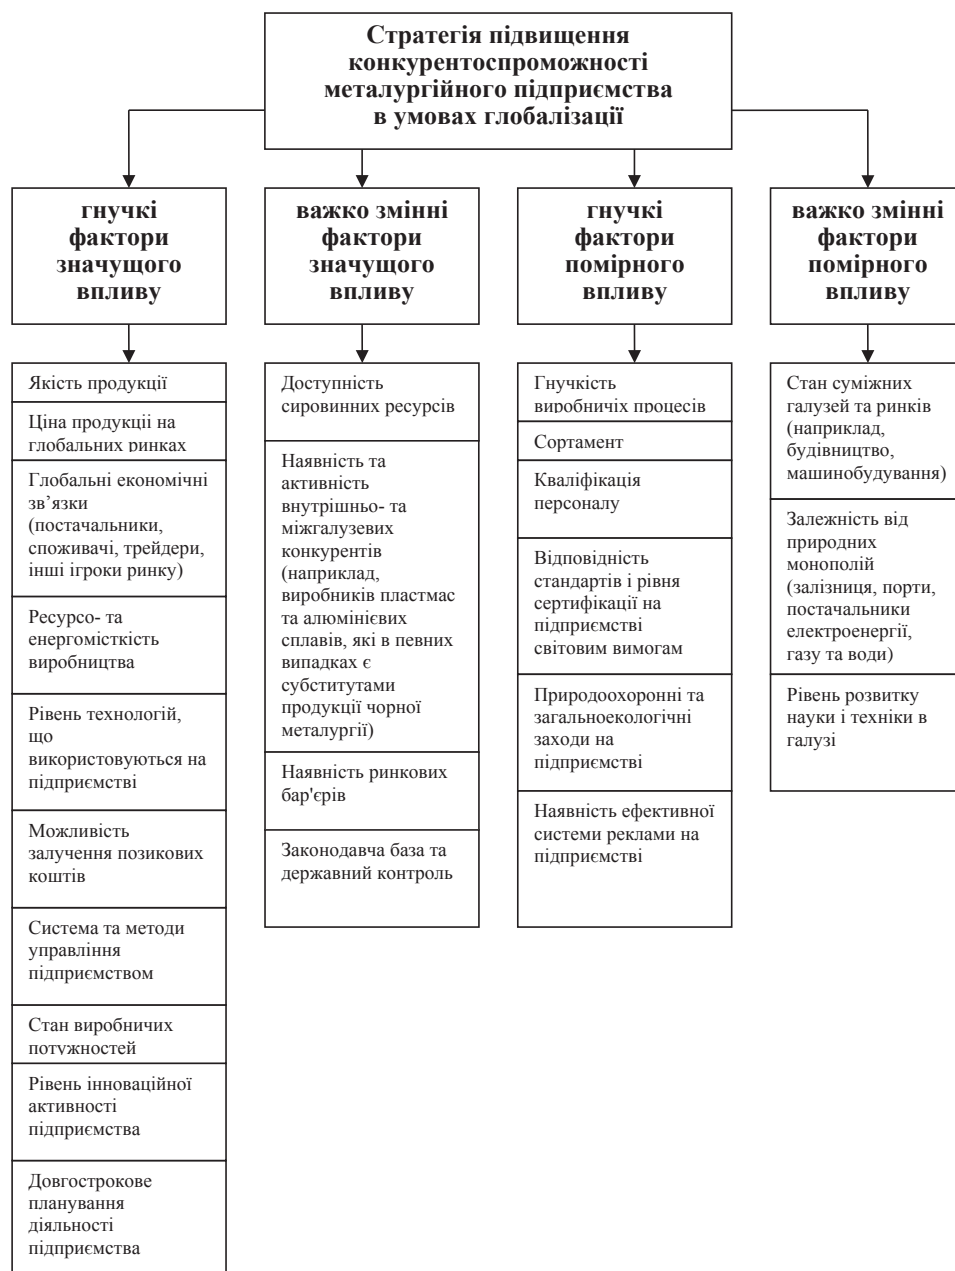 Стратегія підвищення
конкурентоспроможності
металургійного підприємства
в умовах глобалізації
гнучкі
фактори
значущого
впливу
важко змінні
фактори
значущого
впливу
гнучкі
фактори
помірного
впливу
важко змінні
фактори
помірного
впливу
Якість продукції
Ціна продукції на
глобальних ринках
Глобальні економічні
зв’язки
(постачальники,
споживачі, трейдери,
інші ігроки ринку)
Ресурсо- та
енергомісткість
виробництва
Рівень технологій,
що
використовуються на
підприємстві
Можливість
залучення позикових
коштів
Система та методи
управління
підприємством
Стан виробничих
потужностей
Рівень інноваційної
активності
підприємства
Довгострокове
планування
діяльності
підприємства
Доступність
сировинних ресурсів
Наявність та
активність
внутрішньо- та
міжгалузевих
конкурентів
(наприклад,
виробників пластмас
та алюмінієвих
сплавів, які в певних
випадках є
субститутами
продукції чорної
металургії)
Наявність ринкових
бар'єрів
Законодавча база та
державний контроль
Гнучкість
виробничіх процесів
Сортамент
Кваліфікація
персоналу
Відповідність
стандартів і рівня
сертифікації на
підприємстві
світовим вимогам
Природоохоронні та
загальноекологічні
заходи на
підприємстві
Наявність ефективної
системи реклами на
підприємстві
Стан суміжних
галузей та ринків
(наприклад,
будівництво,
машинобудування)
Залежність від
природних
монополій
(залізниця, порти,
постачальники
електроенергії,
газу та води)
Рівень розвитку
науки і техніки в
галузі